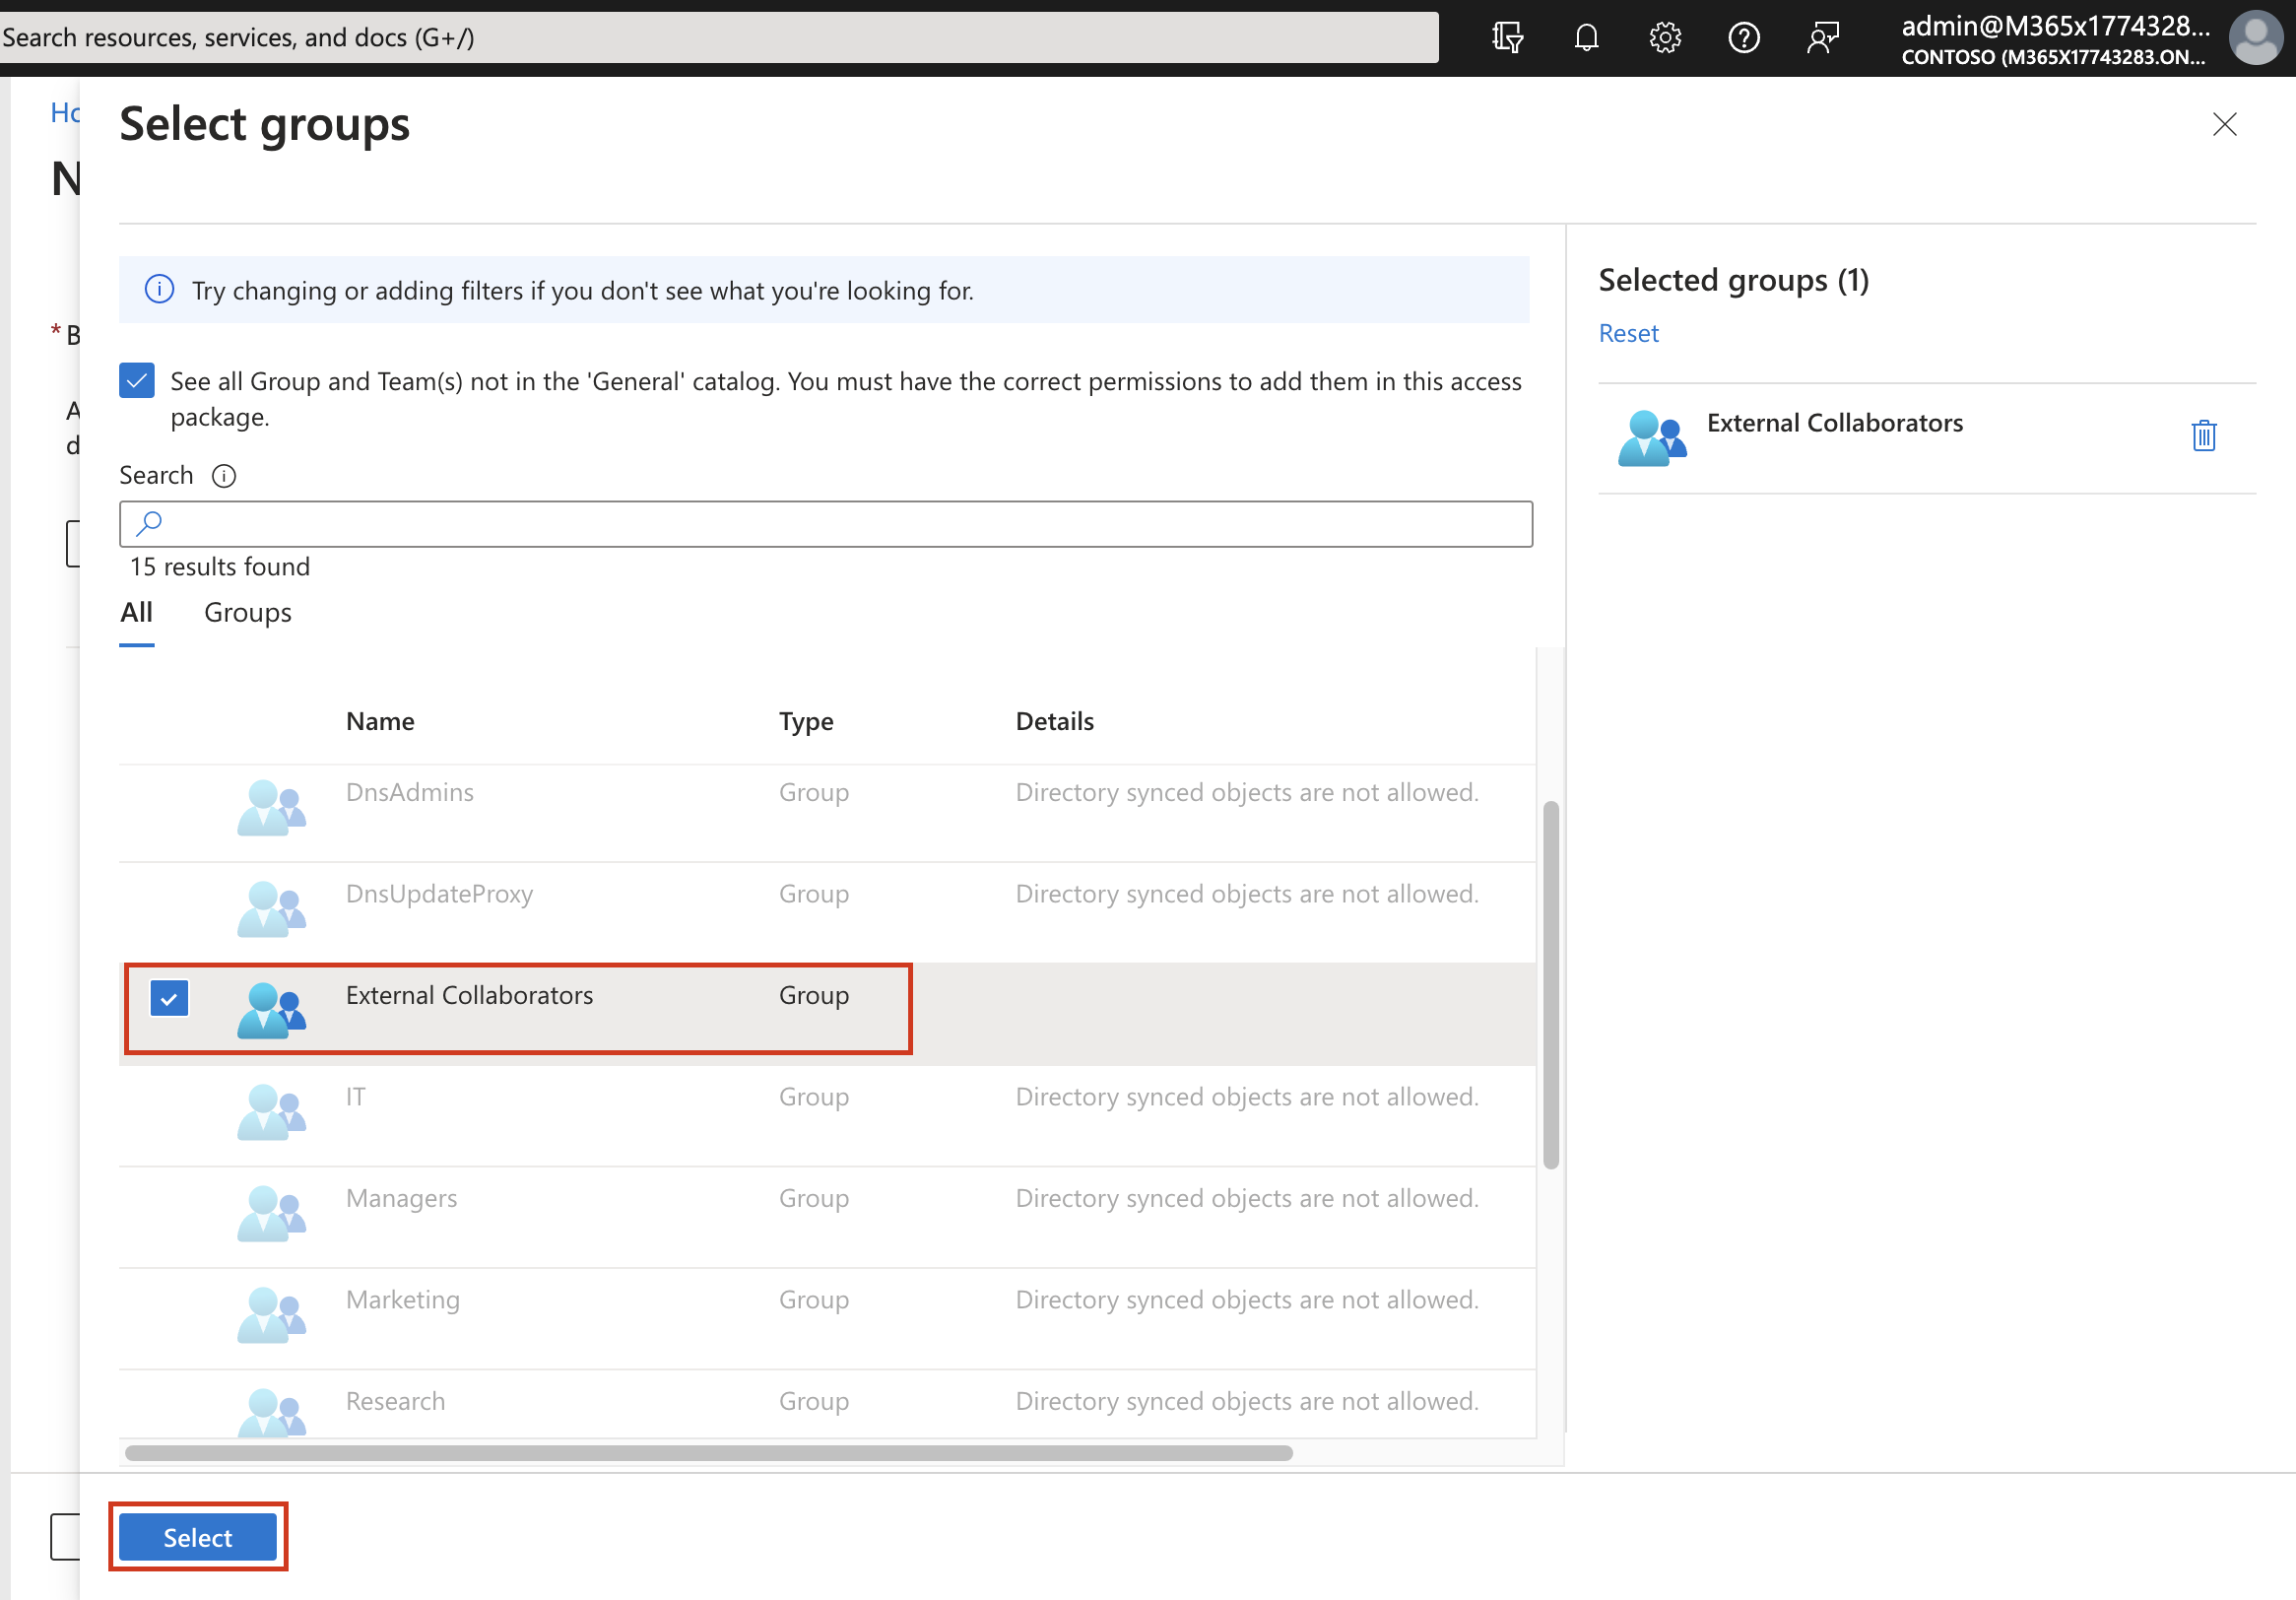 Search resources, services, and docs (G+/)
admin@M365x1774328...
CONTOSO (M365X17743283.ON...
Ho
Select groups
N
Try changing or adding filters if you don't see what you're looking for.
* B
See all Group and Team(s) not in the 'General' catalog. You must have the correct permissions to add them in this access
package.
A
d
Search
15 results found
All Groups
Name Type Details
DnsAdmins Group Directory synced objects are not allowed.
DnsUpdateProxy Group Directory synced objects are not allowed.
External Collaborators Group
IT Group Directory synced objects are not allowed.
Managers Group Directory synced objects are not allowed.
Marketing Group Directory synced objects are not allowed.
Research Group Directory synced objects are not allowed.
Selected groups (1)
Reset
External Collaborators
Select